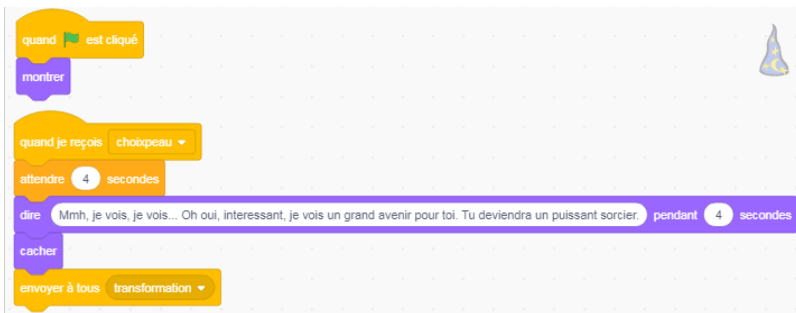 quand est cliqué
montrer
quand je reçois choixpeau
attendre 4 secondes
dire Mmh, je vois, je vois... Oh oui, interessant, je vois un grand avenir pour toi. Tu deviendra un puissant sorcier. pendant 4 secondes
cacher
envoyer à tous transformation